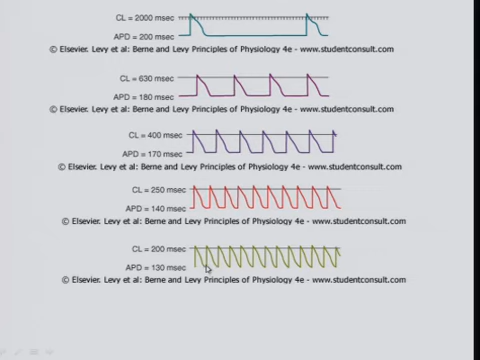 CL = 2000 msec
APD = 200 msec
© Elsevier. Levy et al: Berne and Levy Principles of Physiology 4e - www.studentconsult.com
CL = 630 msec
APD = 180 msec
© Elsevier. Levy et al: Berne and Levy Principles of Physiology 4e - www.studentconsult.com
CL = 400 msec
APD = 170 msec
© Elsevier. Levy et al: Berne and Levy Principles of Physiology 4e - www.studentconsult.com
CL = 250 msec
APD = 140 msec
© Elsevier. Levy et al: Berne and Levy Principles of Physiology 4e - www.studentconsult.com
CL = 200 msec
APD = 130 msec
© Elsevier. Levy et al: Berne and Levy Principles of Physiology 4e - www.studentconsult.com